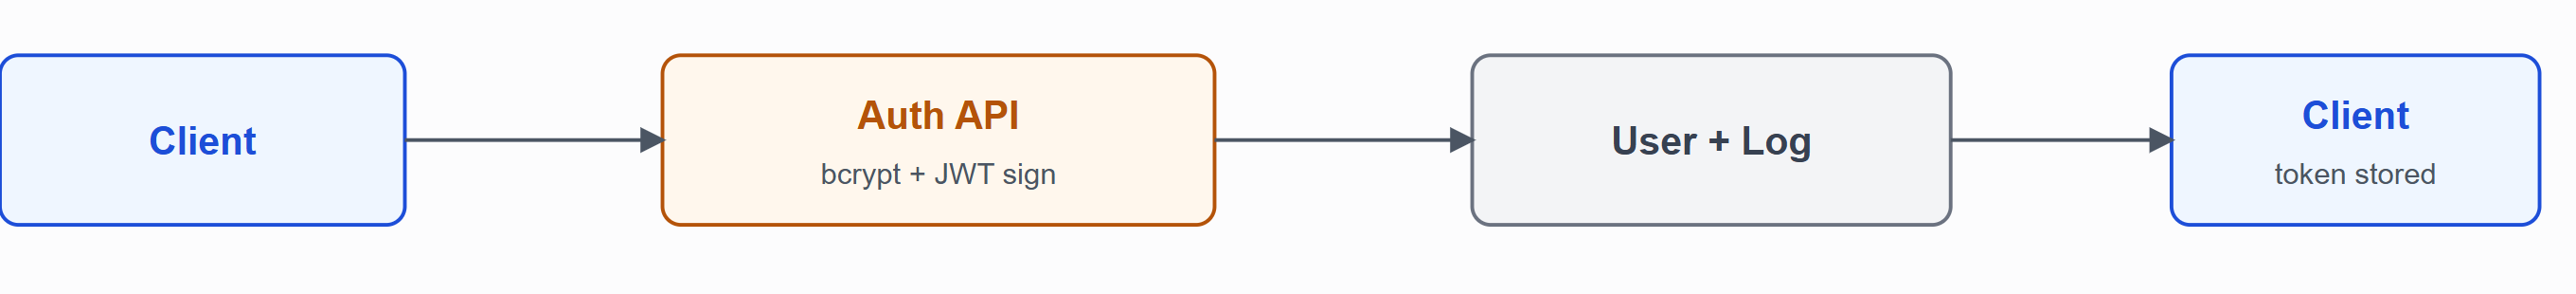 Client
Auth API
bcrypt + JWT sign
User + Log
Client
token stored